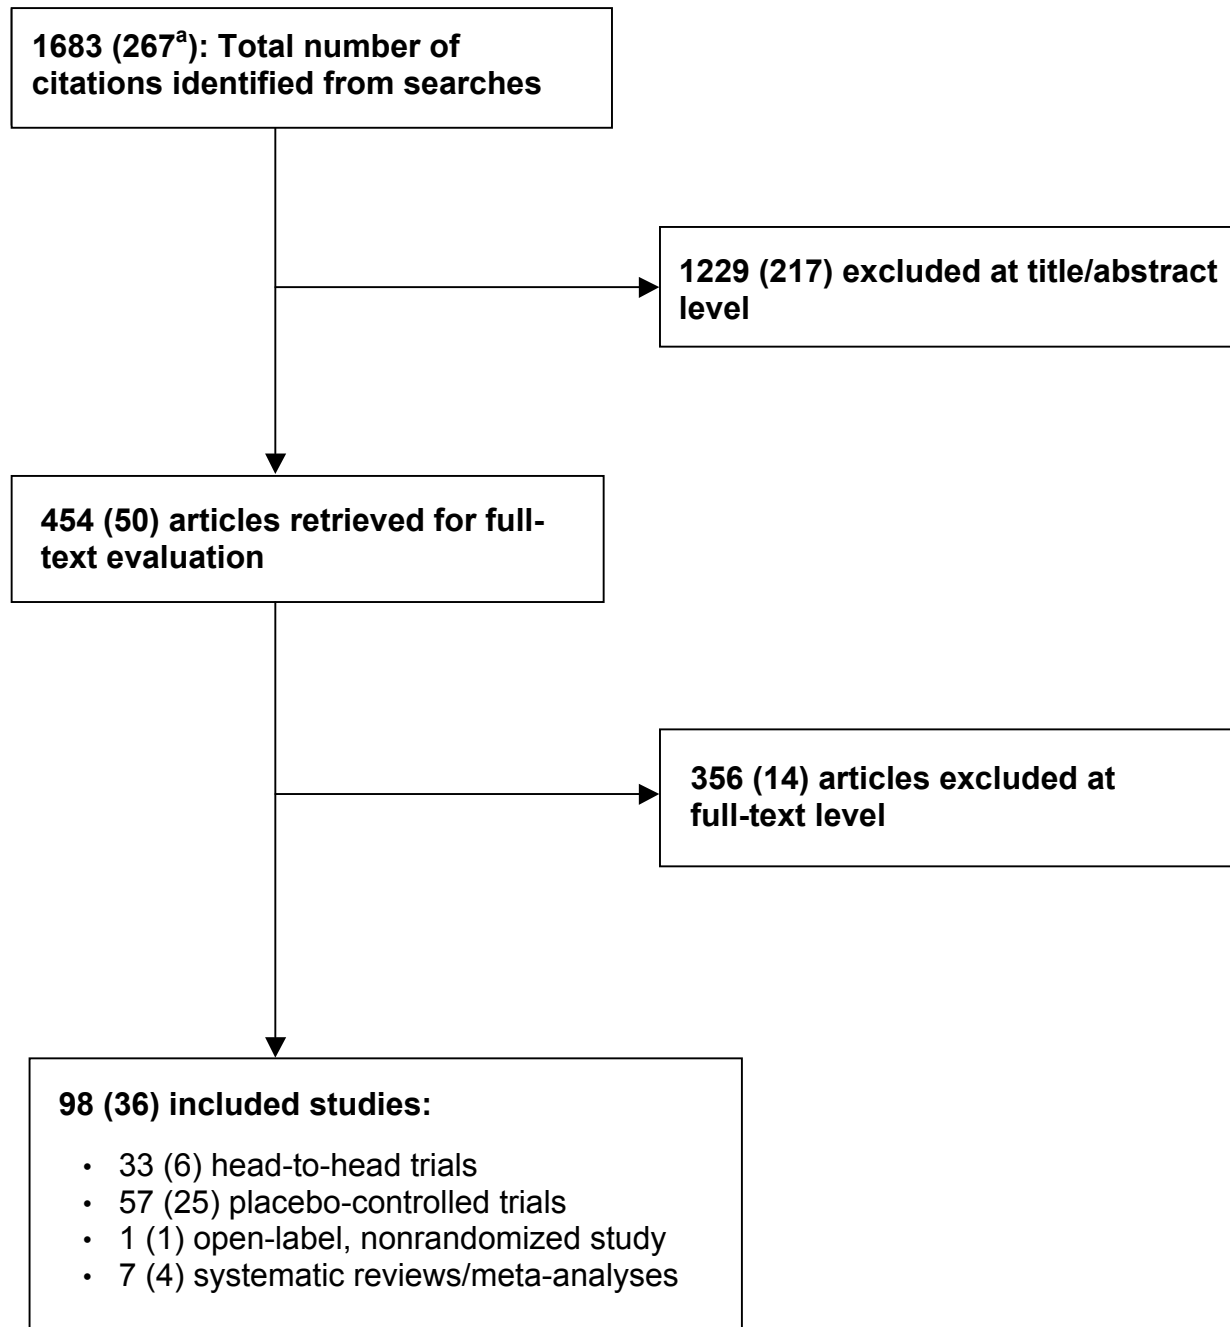 1683 (267ᵃ): Total number of
citations identified from searches
1229 (217) excluded at title/abstract
level
454 (50) articles retrieved for full-
text evaluation
356 (14) articles excluded at
full-text level
98 (36) included studies:
• 33 (6) head-to-head trials
• 57 (25) placebo-controlled trials
• 1 (1) open-label, nonrandomized study
• 7 (4) systematic reviews/meta-analyses